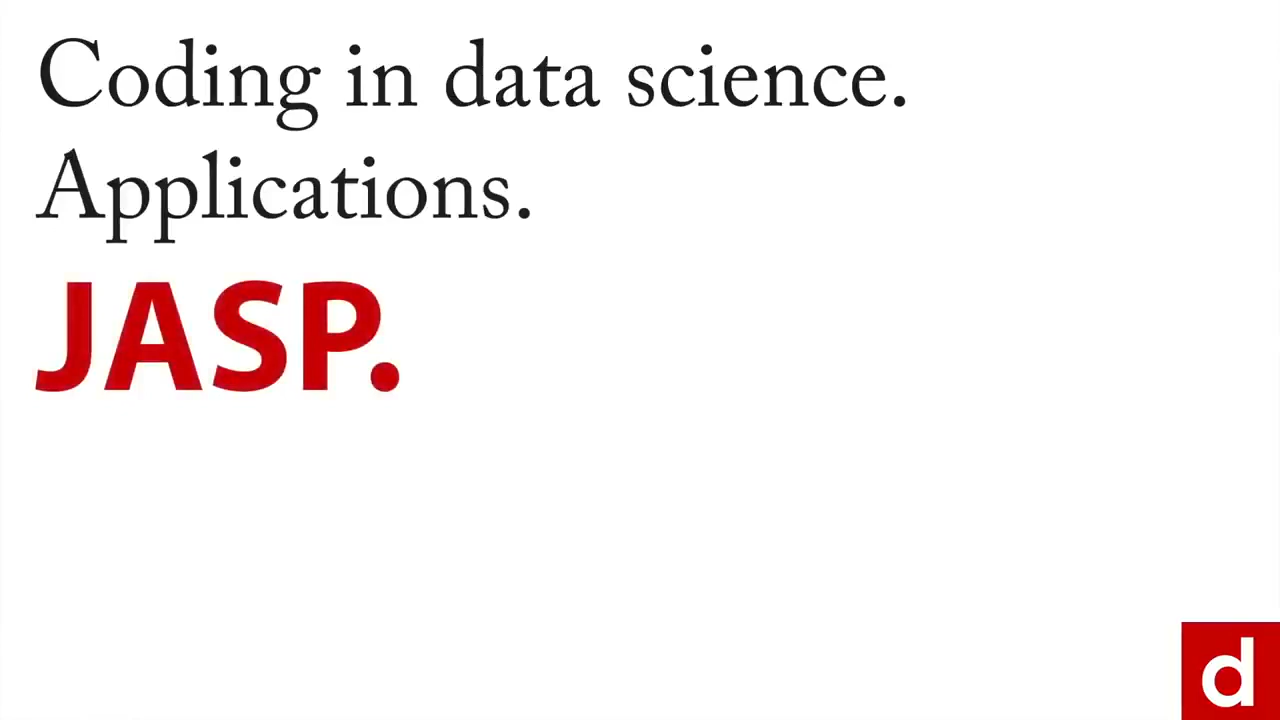 Coding in data science.
Applications.
JASP.
d